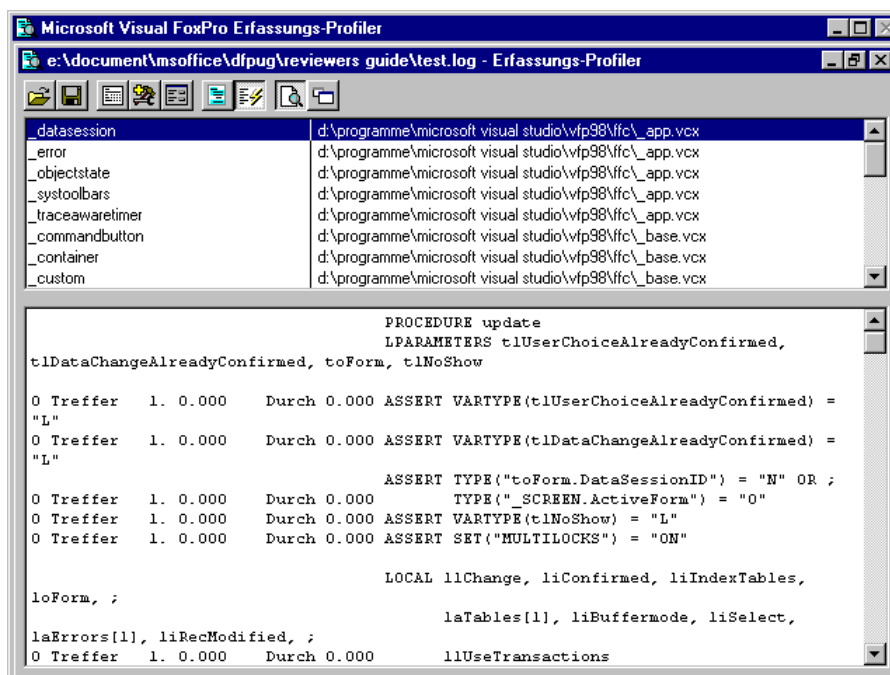 Microsoft Visual FoxPro Erfassungs-Profiler
e:\document\msoffice\dfpug\reviewers guide\test.log - Erfassungs-Profiler
_datasession d:\programme\microsoft visual studio\vfp98\ffc\_app.vcx
_error d:\programme\microsoft visual studio\vfp98\ffc\_app.vcx
_objectstate d:\programme\microsoft visual studio\vfp98\ffc\_app.vcx
_systoolbars d:\programme\microsoft visual studio\vfp98\ffc\_app.vcx
_traceawaretimer d:\programme\microsoft visual studio\vfp98\ffc\_app.vcx
_commandbutton d:\programme\microsoft visual studio\vfp98\ffc\_base.vcx
_container d:\programme\microsoft visual studio\vfp98\ffc\_base.vcx
_custom d:\programme\microsoft visual studio\vfp98\ffc\_base.vcx
PROCEDURE update
LPARAMETERS tlUserChoiceAlreadyConfirmed,
tlDataChangeAlreadyConfirmed, toForm, tlNoShow
0 Treffer 1. 0.000 Durch 0.000 ASSERT VARTYPE(tlUserChoiceAlreadyConfirmed) =
"L"
0 Treffer 1. 0.000 Durch 0.000 ASSERT VARTYPE(tlDataChangeAlreadyConfirmed) =
"L"
ASSERT TYPE("toForm.DataSessionID") = "N" OR ;
0 Treffer 1. 0.000 Durch 0.000 TYPE("_SCREEN.ActiveForm") = "O"
0 Treffer 1. 0.000 Durch 0.000 ASSERT VARTYPE(tlNoShow) = "L"
0 Treffer 1. 0.000 Durch 0.000 ASSERT SET("MULTILOCKS") = "ON"
LOCAL llChange, liConfirmed, liIndexTables,
loForm, ;
laTables[1], liBuffermode, liSelect,
laErrors[1], liRecModified, ;
0 Treffer 1. 0.000 Durch 0.000 llUseTransactions